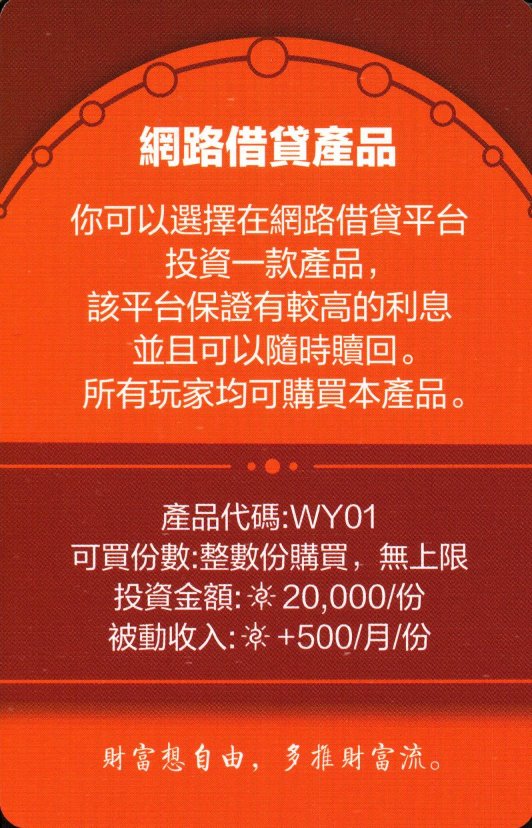 網路借貸產品
你可以選擇在網路借貸平台
投資一款產品，
該平台保證有較高的利息
並且可以隨時贖回。
所有玩家均可購買本產品。
產品代碼:WY01
可買份數:整數份購買，無上限
投資金額: 20,000/份
被動收入: +500/月/份
財富想自由，多推財富流。